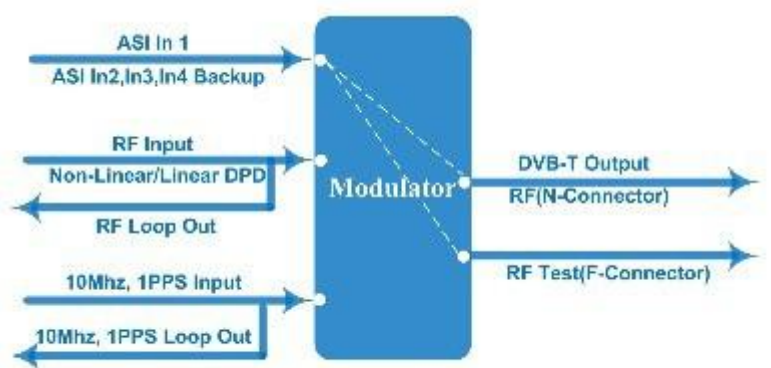 ASI In 1
ASI In2,In3,In4 Backup
RF Input
Non-Linear/Linear DPD
RF Loop Out
10Mhz, 1PPS Input
10Mhz, 1PPS Loop Out
Modulator
DVB-T Output
RF(N-Connector)
RF Test(F-Connector)